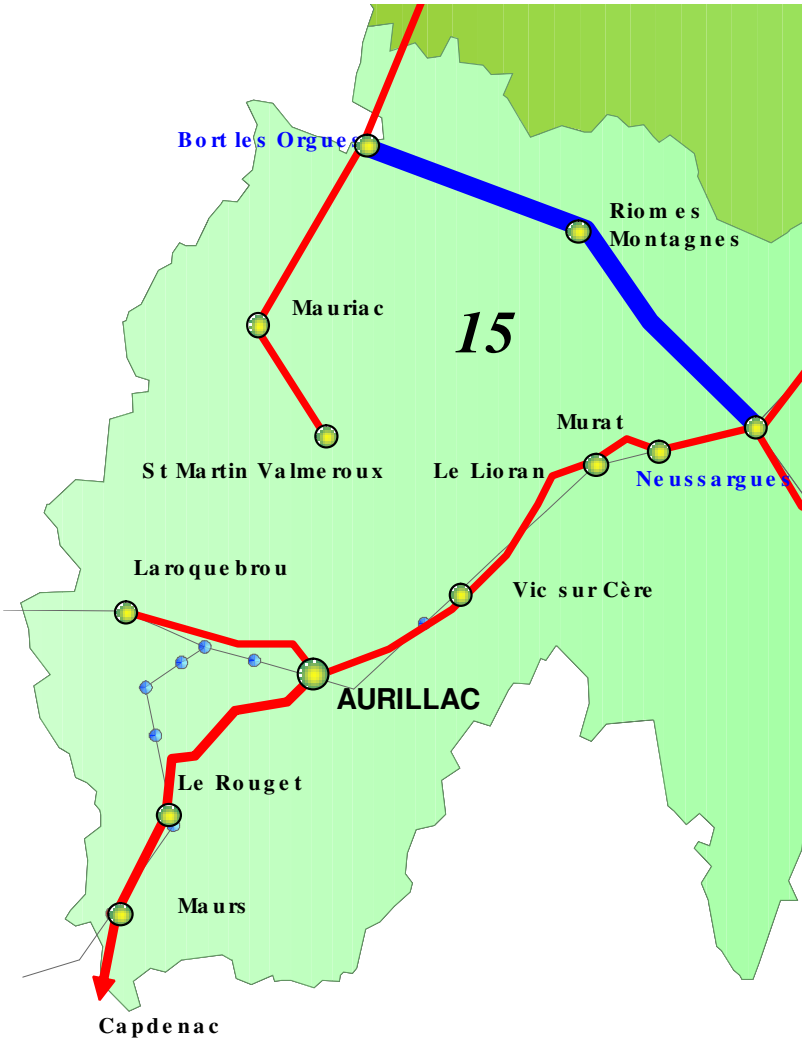 Bort les Orgues
Riom es
Montagnes
Mauriac
15
Murat
St Martin Valmeroux
Le Lioran
Neussargues
Laroquebrou
Vic sur Cère
AURILLAC
Le Rouget
Maurs
Capdenac